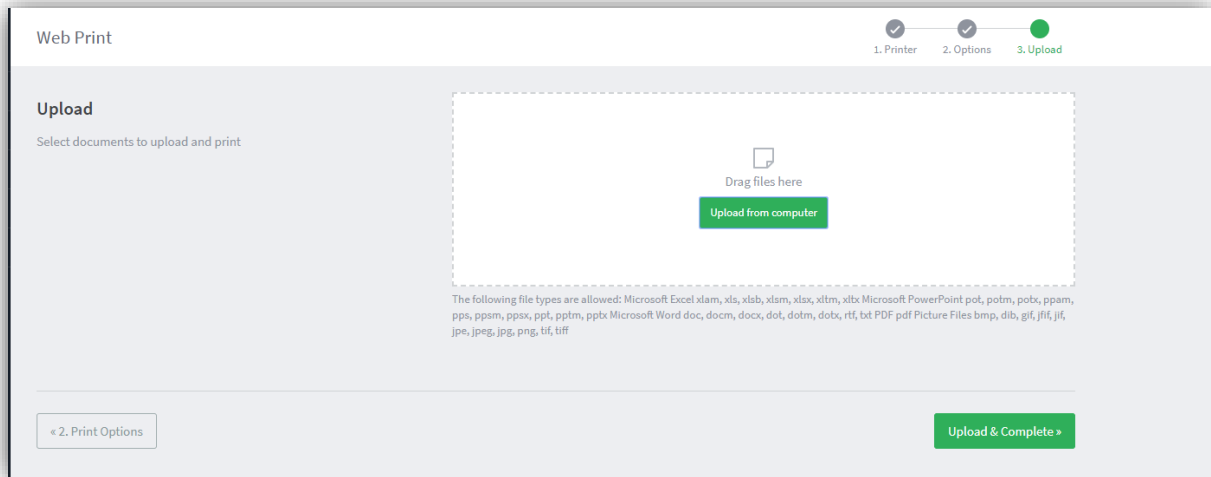 Web Print
1. Printer
2. Options
3. Upload
Upload
Select documents to upload and print
Drag files here
Upload from computer
The following file types are allowed: Microsoft Excel xlam, xls, xlsb, xlsm, xlsx, xltm, xltx Microsoft PowerPoint pot, potm, potx, ppam,
pps, ppsm, ppsx, ppt, pptm, pptx Microsoft Word doc, docm, docx, dot, dotm, dotx, rtf, txt PDF pdf Picture Files bmp, dib, gif, jfif, jif,
jpe, jpeg, jpg, png, tif, tiff
« 2. Print Options
Upload & Complete »